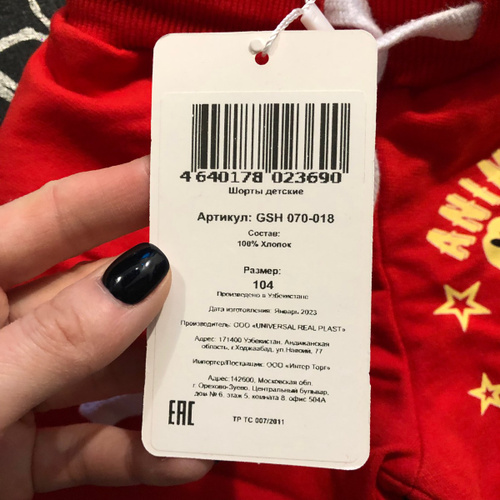 4 640178 023690
Шорты детские
Артикул: GSH 070-018
Состав:
100% Хлопок
Размер:
104
Произведено в Узбекистане
Дата изготовления: Январь 2023
Производитель: ООО «UNIVERSAL REAL PLAST»
Адрес: 171400 Узбекистан, Андижанская
область, г.Ходжаабад, ул.Навоии, 77
Импортер/Поставщик: ООО «Интер Торг»
Адрес:142600, Московская обл.
г. Орехово-Зуево, Центральный бульвар,
дом № 6, этаж 5, комната 8, офис 504А
EAC
ТР ТС 007/2011